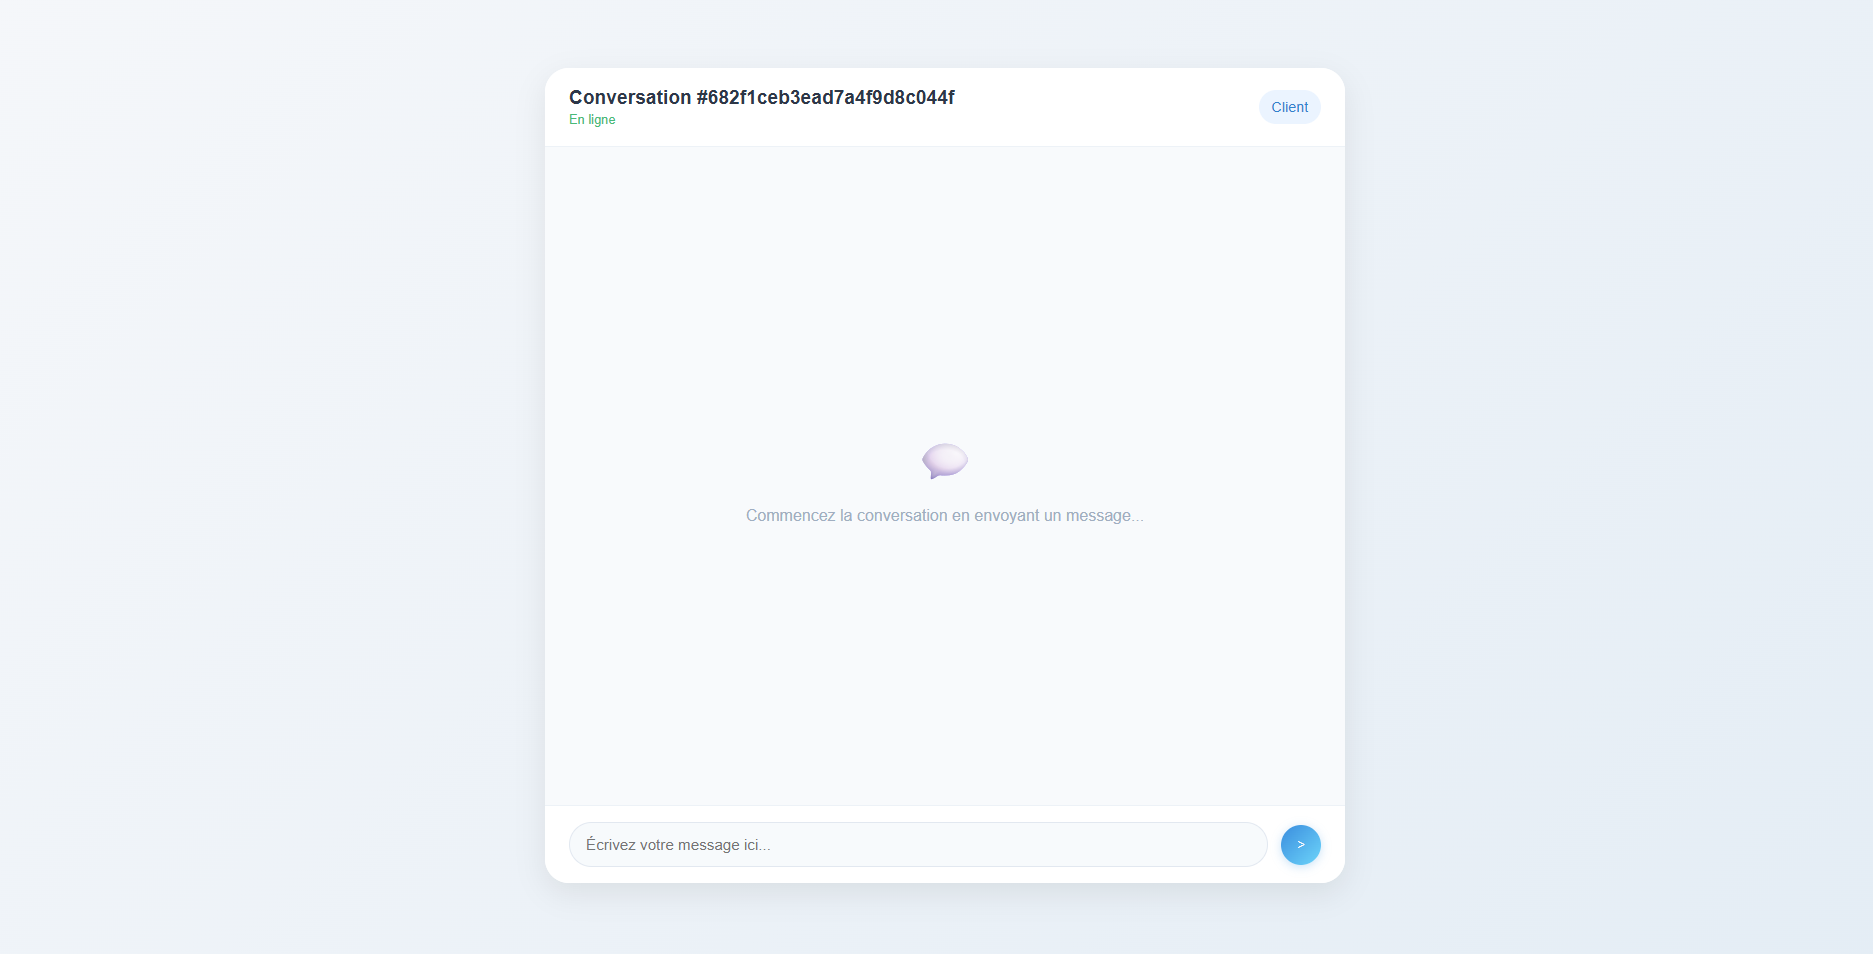 Conversation #682f1ceb3ead7a4f9d8c044f
En ligne
Client
Commencez la conversation en envoyant un message...
Écrivez votre message ici...
>